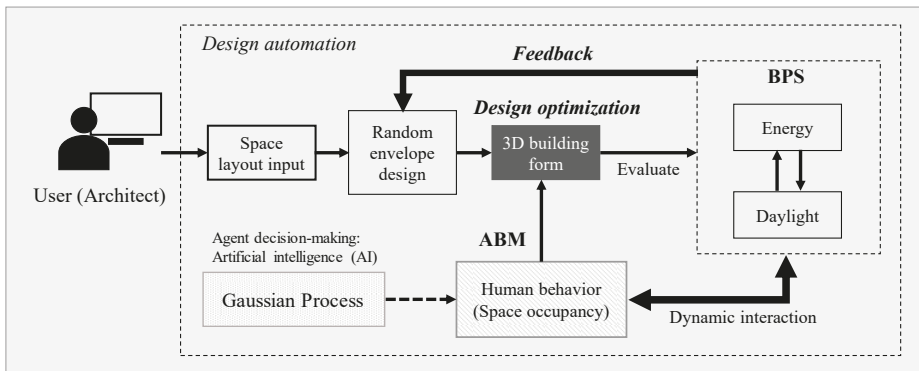 Design automation
Feedback
BPS
Design optimization
User (Architect)
Space
layout input
Random
envelope
design
3D building
form
Evaluate
Energy
Daylight
Agent decision-making:
Artificial intelligence (AI)
ABM
Gaussian Process
Human behavior
(Space occupancy)
Dynamic interaction